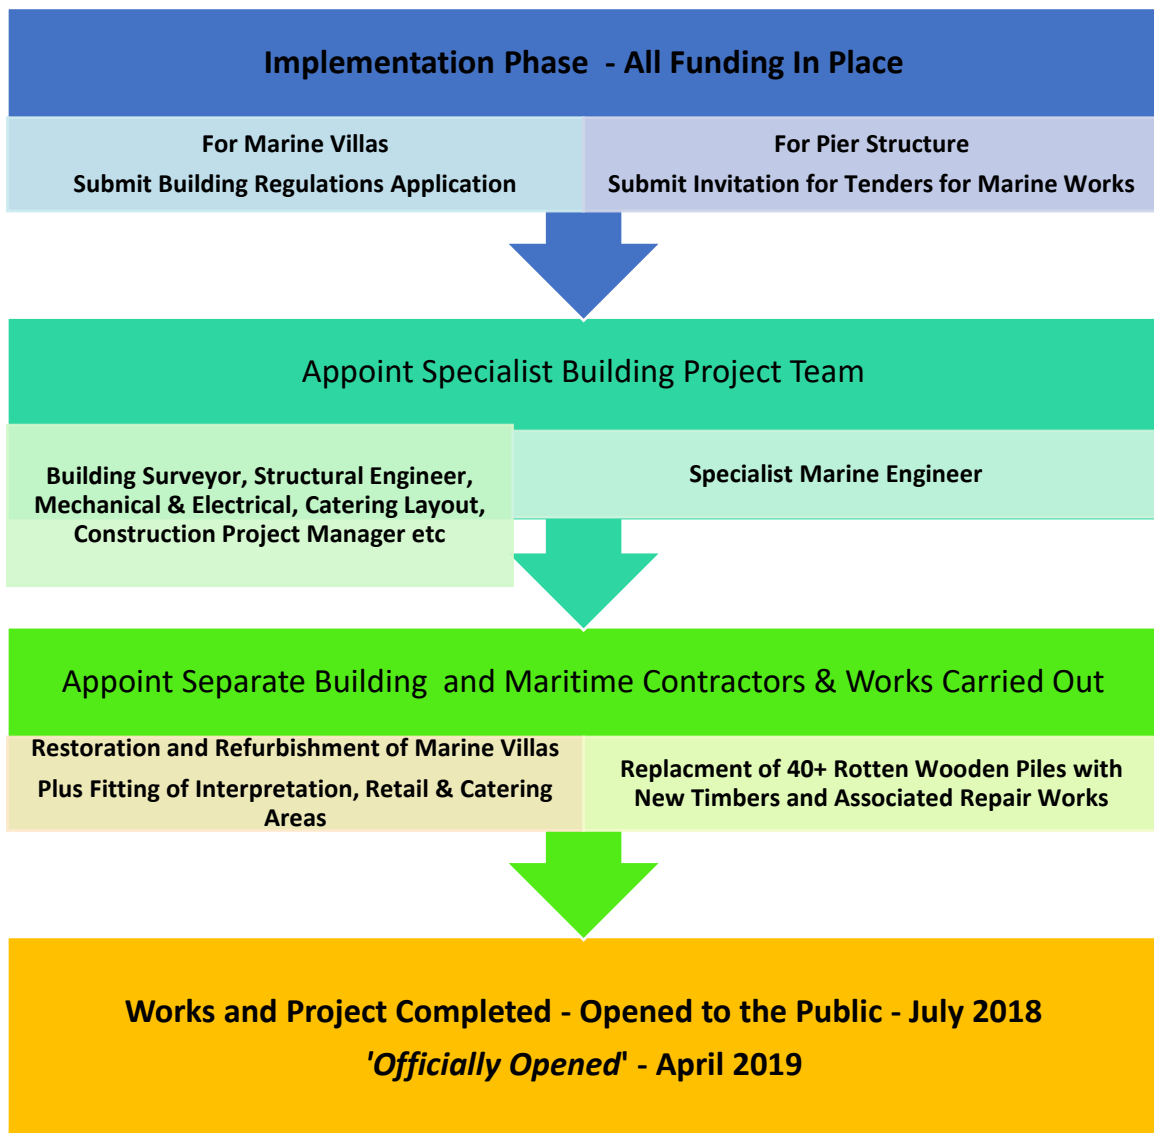 Implementation Phase - All Funding In Place
For Marine Villas
Submit Building Regulations Application
For Pier Structure
Submit Invitation for Tenders for Marine Works
Appoint Specialist Building Project Team
Building Surveyor, Structural Engineer,
Mechanical & Electrical, Catering Layout,
Construction Project Manager etc
Specialist Marine Engineer
Appoint Separate Building and Maritime Contractors & Works Carried Out
Restoration and Refurbishment of Marine Villas
Plus Fitting of Interpretation, Retail & Catering
Areas
Replacment of 40+ Rotten Wooden Piles with
New Timbers and Associated Repair Works
Works and Project Completed - Opened to the Public - July 2018
'Officially Opened' - April 2019